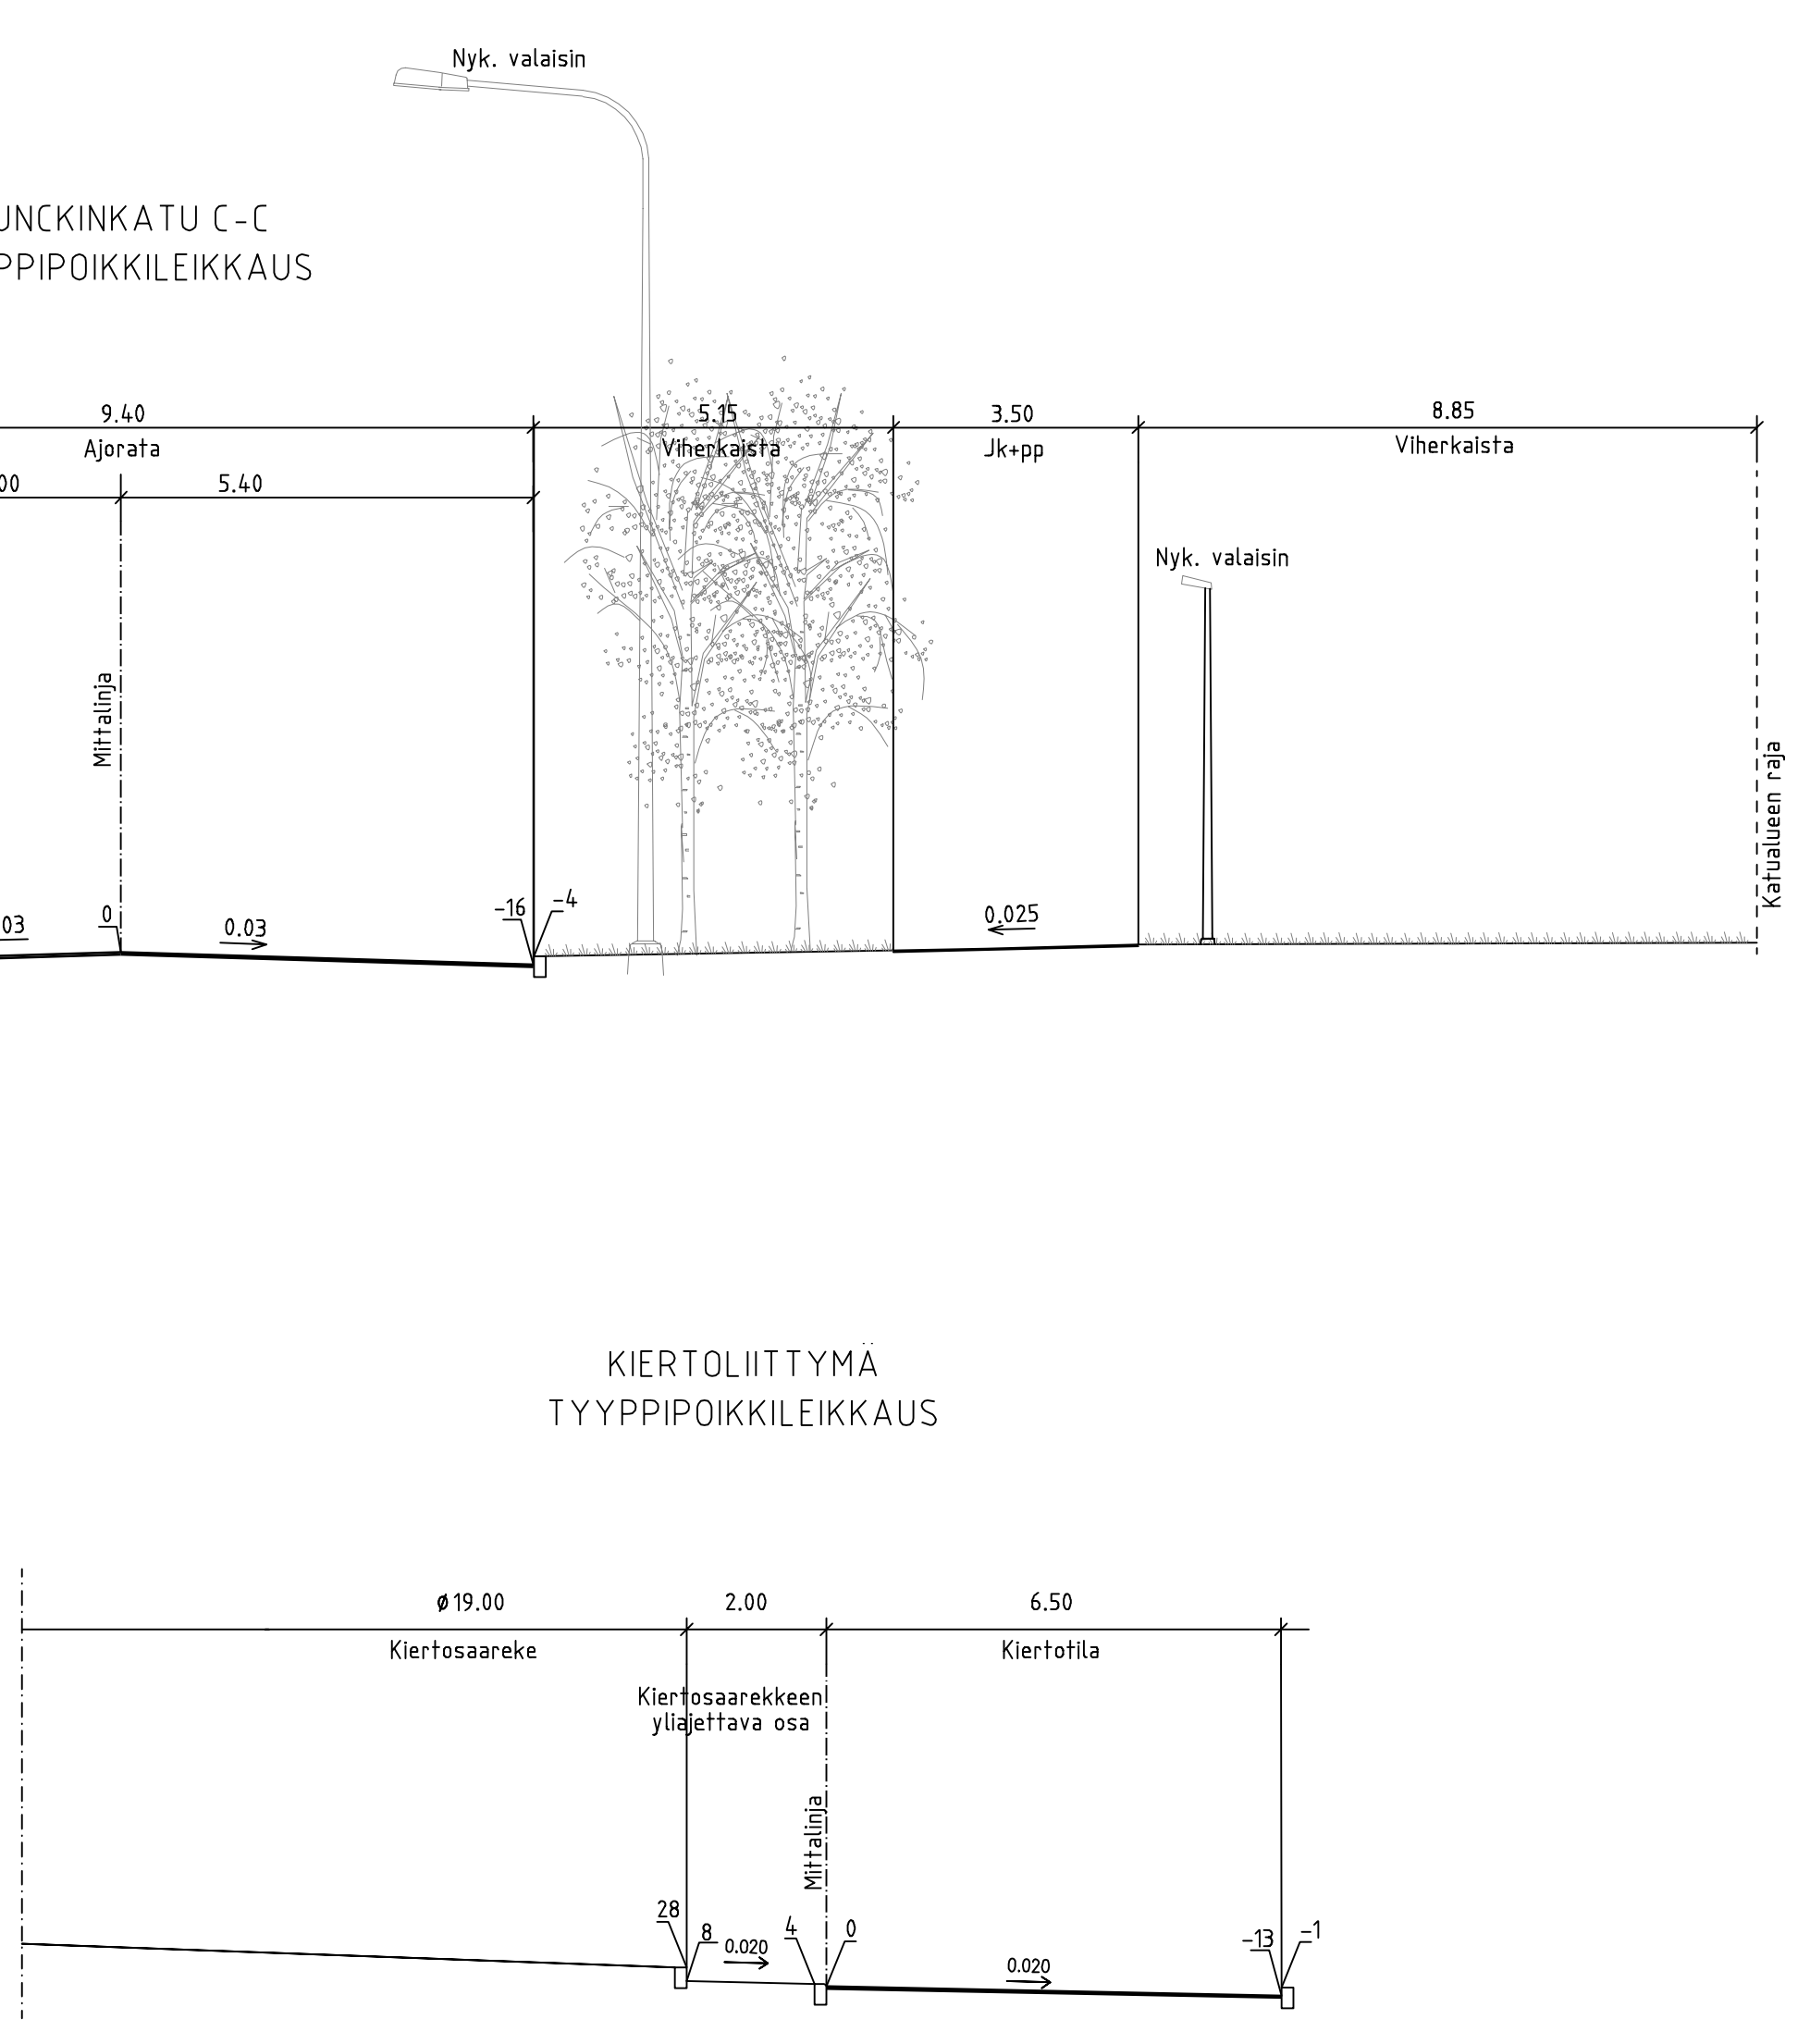 Nyk. valaisin
UNCKINKATU C-C
PPIPOIKKILEIKKAUS
9.40
5.15
3.50
8.85
Ajorata
Viherkaista
Jk+pp
Viherkaista
00
5.40
Nyk. valaisin
Mittalinja
Katualueen raja
03
0
0.03
-16
-4
0.025
KIERTOLIITTYMÄ
TYYPPIPOIKKILEIKKAUS
ø19.00
2.00
6.50
Kiertosaareke
Kiertotila
Kiertosaarekkeen
yliajettava osa
Mittalinja
28
8
0.020
4
0
0.020
-13
-1